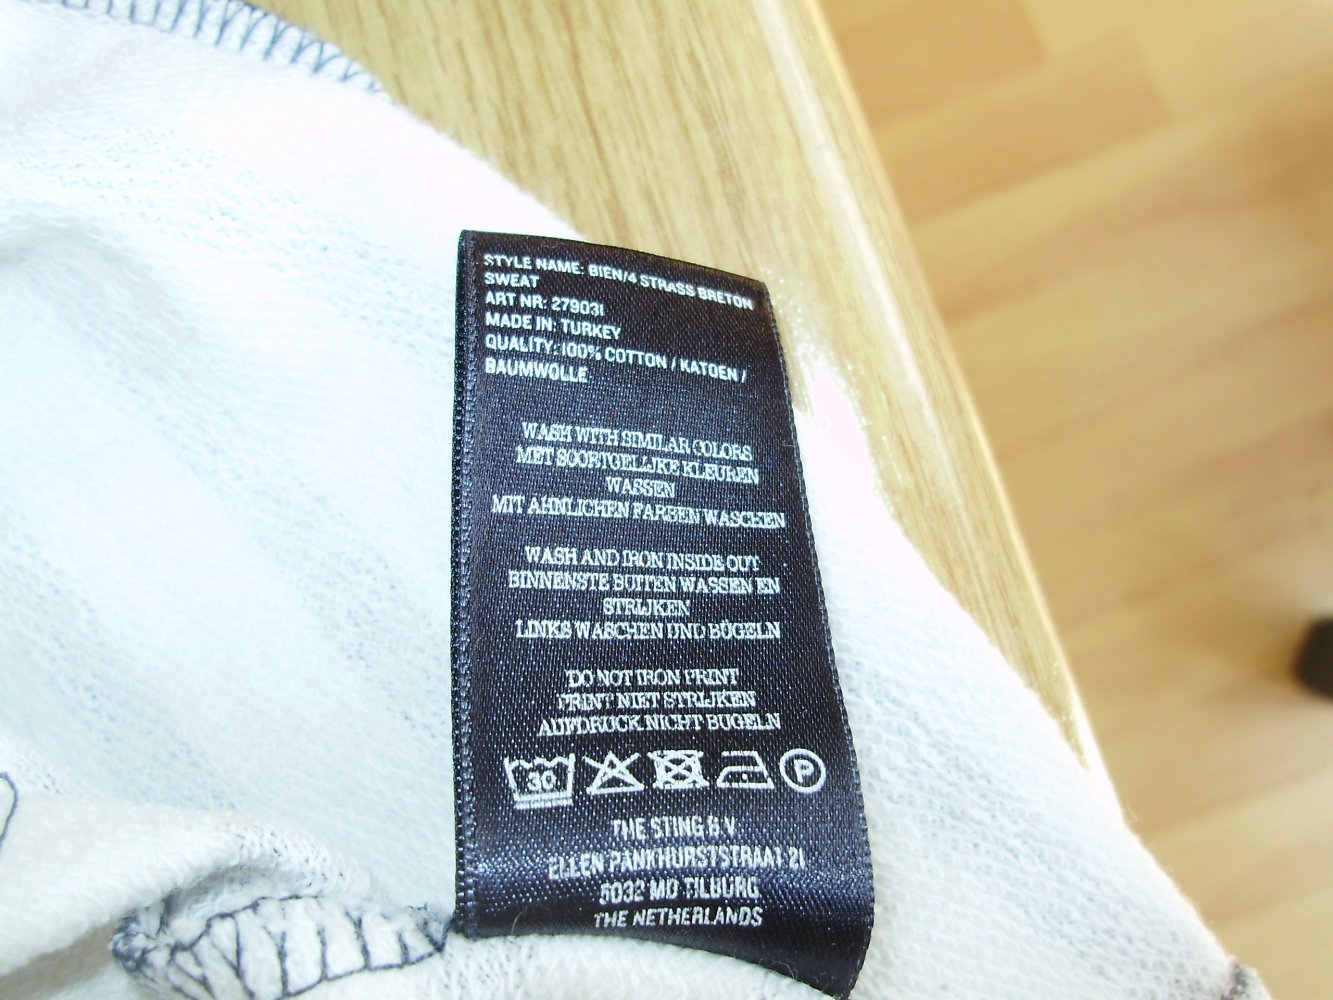 STYLE NAME: BIEN/4 STRASS BRETON
SWEAT
ART NR: 279031
MADE IN: TURKEY
QUALITY: 100% COTTON / KATOEN /
BAUMWOLLE
WASH WITH SIMILAR COLORS
MET SOORTGELIJKE KLEUREN
WASSEN
MIT AHNLICHEN FARBEN WASCHEN
WASH AND IRON INSIDE OUT
BINNENSTE BUITEN WASSEN EN
STRIJKEN
LINKS WASCHEN UND BÜGELN
DO NOT IRON PRINT
PRINT NIET STRIJKEN
AUFDRUCK NICHT BUGELN
30 P
THE STING B.V.
ELLEN PANKHURSTSTRAAT 21
5032 MD TILBURG
THE NETHERLANDS